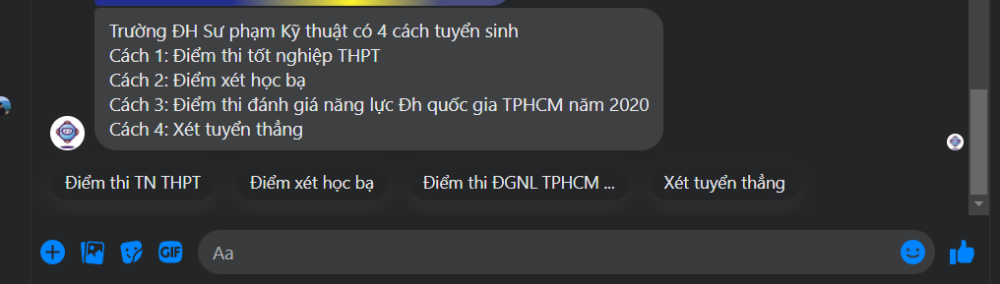 Trường ĐH Sư phạm Kỹ thuật có 4 cách tuyển sinh
Cách 1: Điểm thi tốt nghiệp THPT
Cách 2: Điểm xét học bạ
Cách 3: Điểm thi đánh giá năng lực Đh quốc gia TPHCM năm 2020
Cách 4: Xét tuyển thẳng
Điểm thi TN THPT
Điểm xét học bạ
Điểm thi ĐGNL TPHCM ...
Xét tuyển thẳng
GIF
Aa